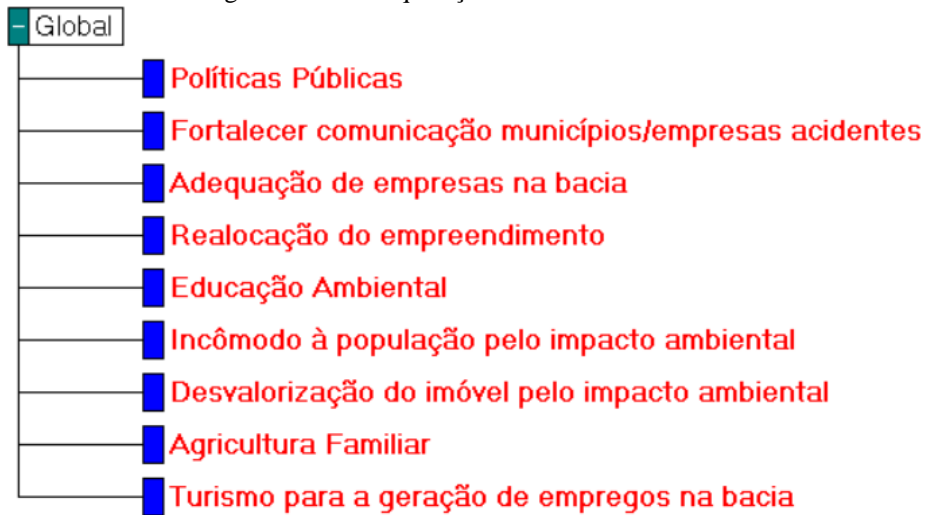 Global
Políticas Públicas
Fortalecer comunicação municípios/empresas acidentes
Adequação de empresas na bacia
Realocação do empreendimento
Educação Ambiental
Incômodo à população pelo impacto ambiental
Desvalorização do imóvel pelo impacto ambiental
Agricultura Familiar
Turismo para a geração de empregos na bacia